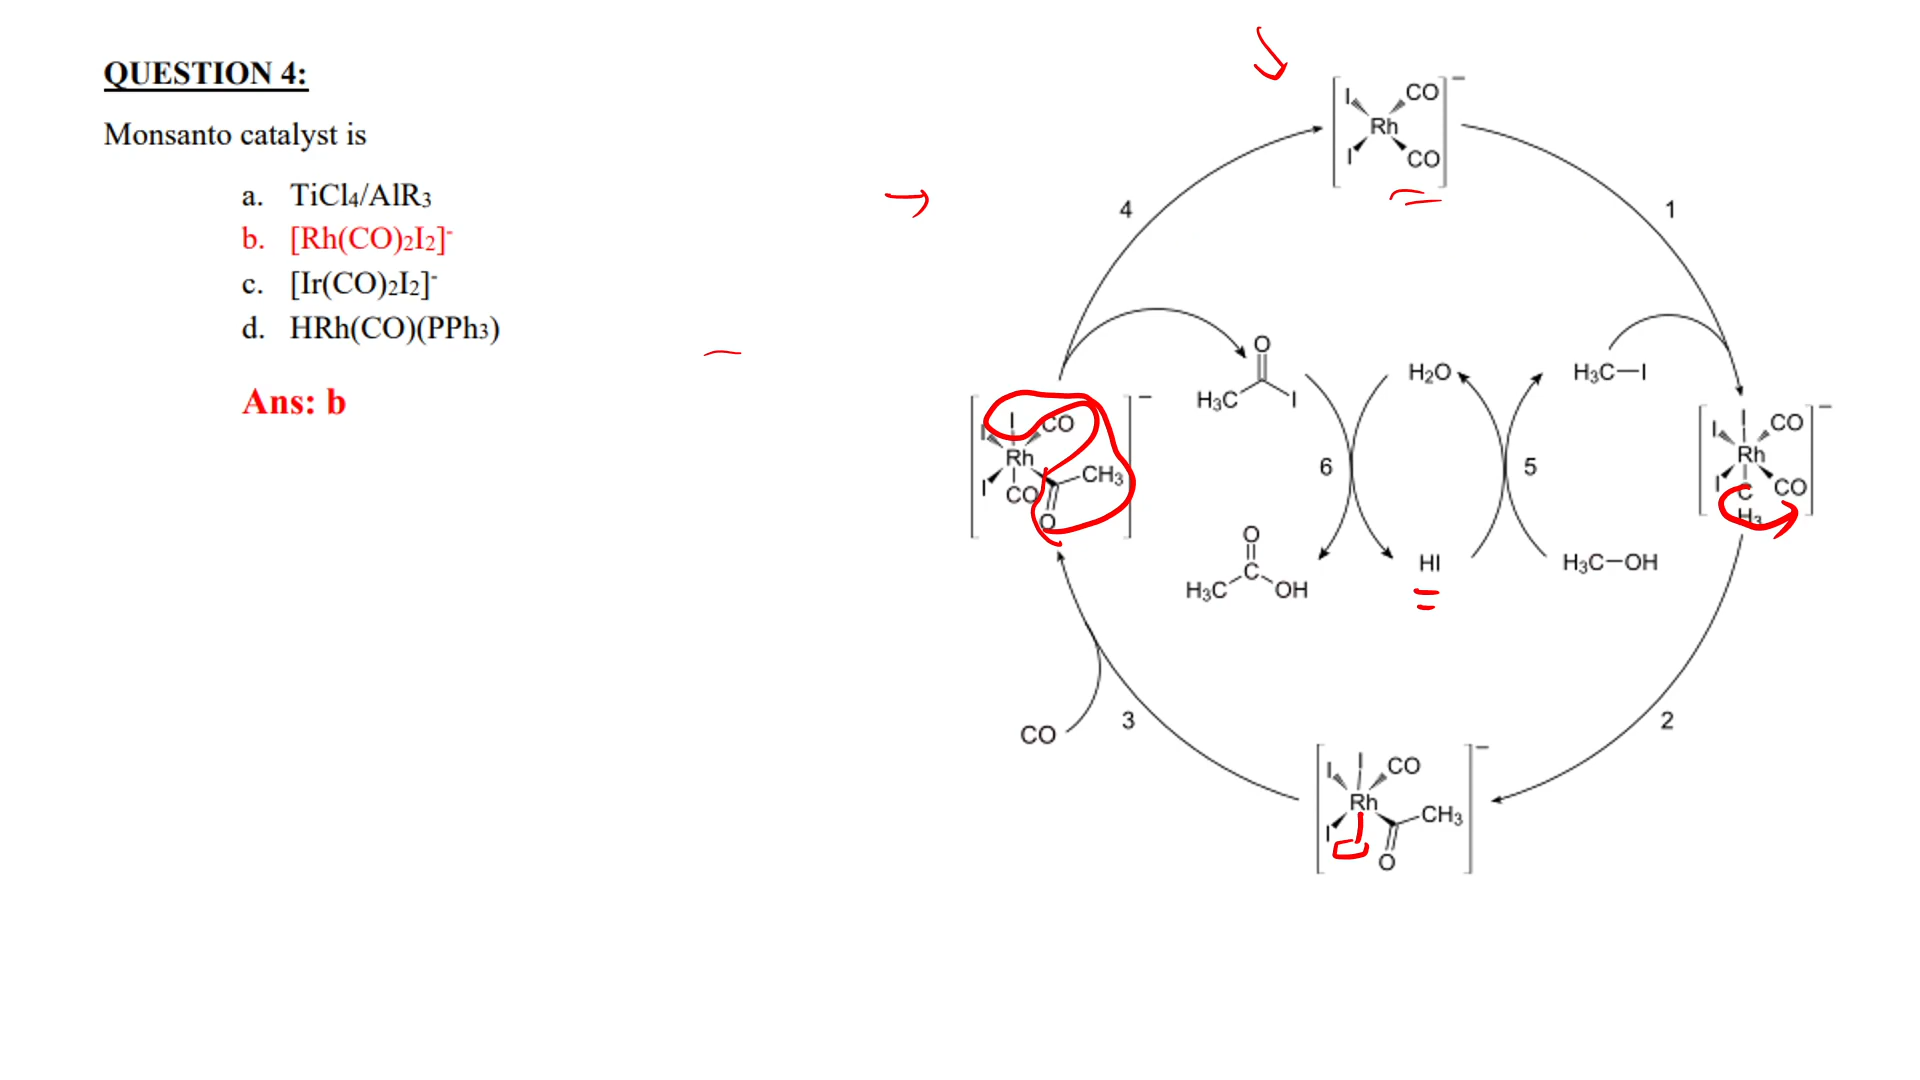 QUESTION 4:
Monsanto catalyst is
a. TiCl4/AlR3
b. [Rh(CO)2I2]-
c. [Ir(CO)2I2]-
d. HRh(CO)(PPh3)
Ans: b
I CO
Rh
I CO
−
4
1
O
H3C I
H2O
H3C−I
I
I CO
Rh
I CO
CH3
O
−
6
5
I
I CO
Rh
I C CO
H3
−
O
H3C C OH
HI
H3C−OH
CO
3
2
I I CO
Rh
I CH3
O
−